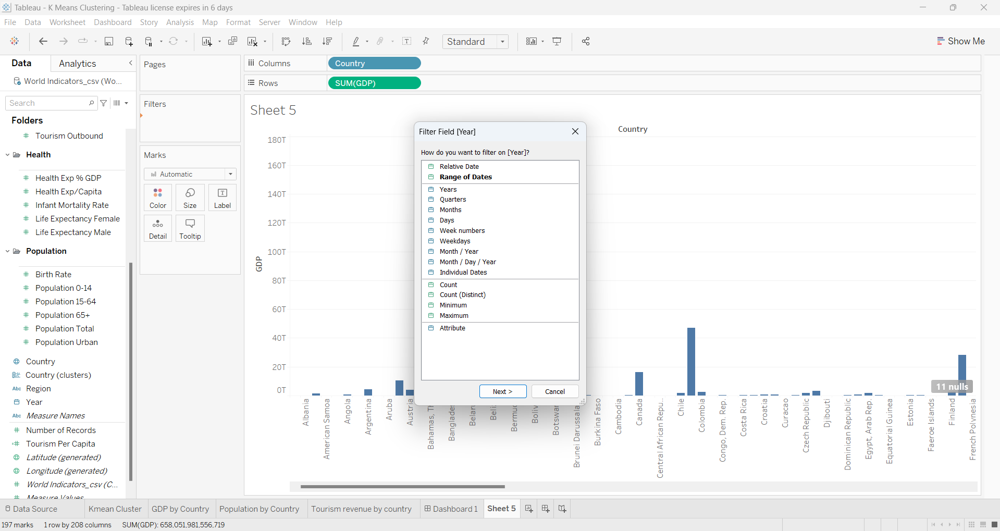 Tableau - K Means Clustering - Tableau license expires in 6 days
File Data Worksheet Dashboard Story Analysis Map Format Server Window Help
Standard
Show Me
Data
Analytics
World Indicators_csv (Wo...
Search
Folders
Tourism Outbound
Health
Health Exp % GDP
Health Exp/Capita
Infant Mortality Rate
Life Expectancy Female
Life Expectancy Male
Population
Birth Rate
Population 0-14
Population 15-64
Population 65+
Population Total
Population Urban
Country
Country (clusters)
Abc Region
Year
Abc Measure Names
Number of Records
Tourism Per Capita
Latitude (generated)
Longitude (generated)
World Indicators_csv (C...
Measure Values
Pages
Filters
Marks
Automatic
Color
Size
Label
Detail
Tooltip
Columns
Country
Rows
SUM(GDP)
Sheet 5
Country
GDP
180T
160T
140T
120T
100T
80T
60T
40T
20T
0T
Filter Field [Year]
How do you want to filter on [Year]?
Relative Date
Range of Dates
Years
Quarters
Months
Days
Week numbers
Weekdays
Month / Year
Month / Day / Year
Individual Dates
Count
Count (Distinct)
Minimum
Maximum
Attribute
Next >
Cancel
11 nulls
Albania
American Samoa
Angola
Argentina
Aruba
Austria
Bahamas, Th
Banglades
Belaru
Beliz
Bermud
Bolivi
Botswan
Brunei Darussala
Burkina Faso
Cambodia
Canada
Central African Repu..
Chile
Colombia
Congo, Dem. Rep.
Costa Rica
Croatia
Curacao
Czech Republic
Djibouti
Dominican Republic
Egypt, Arab Rep.
Equatorial Guinea
Estonia
Faeroe Islands
Finland
French Polynesia
Data Source
Kmean Cluster
GDP by Country
Population by Country
Tourism revenue by country
Dashboard 1
Sheet 5
197 marks
1 row by 208 columns
SUM(GDP): 658,051,981,556,719